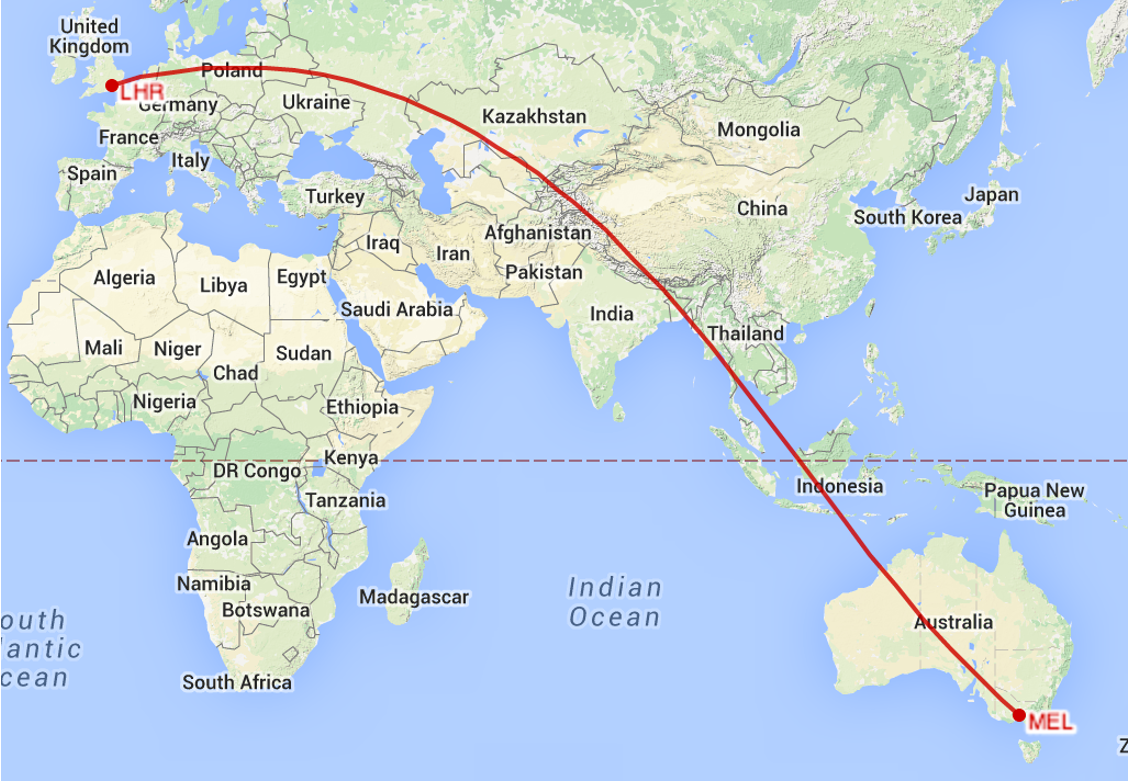 United
Kingdom
LHR
Poland
Germany
Ukraine
France
Italy
Spain
Turkey
Kazakhstan
Mongolia
Japan
South Korea
China
Afghanistan
Iraq
Iran
Pakistan
Algeria
Libya
Egypt
Saudi Arabia
India
Thailand
Mali
Niger
Sudan
Chad
Nigeria
Ethiopia
DR Congo
Kenya
Tanzania
Indonesia
Papua New
Guinea
Angola
Namibia
Botswana
Madagascar
Indian
Ocean
Australia
outh
lantic
cean
South Africa
MEL
Z